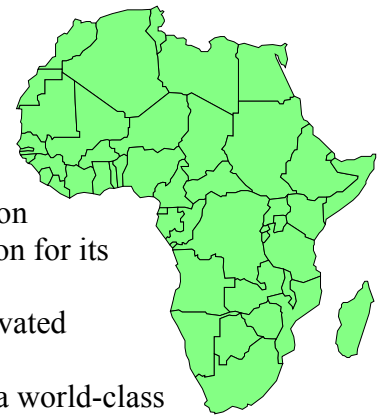 on
on for its
vated
a world-class